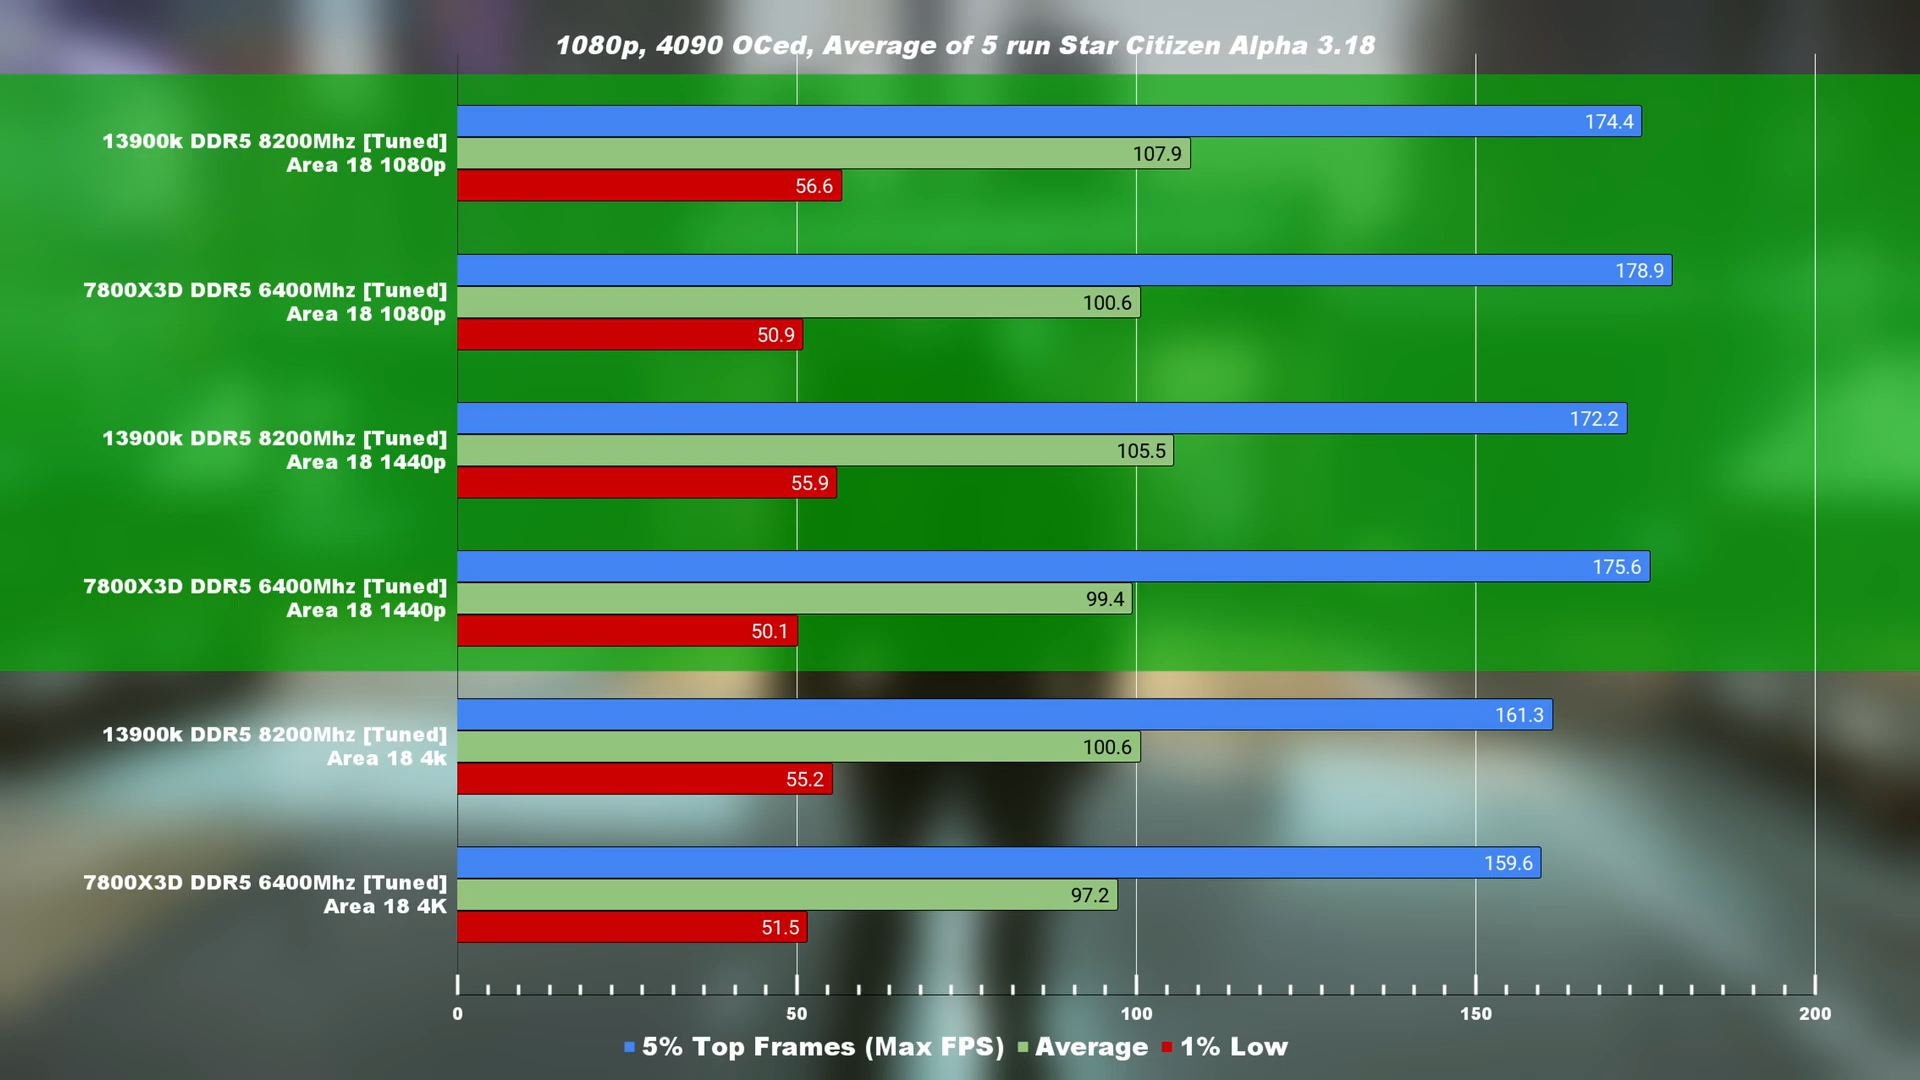 1080p, 4090 OCed, Average of 5 run Star Citizen Alpha 3.18
13900k DDR5 8200Mhz [Tuned]
Area 18 1080p
174.4
107.9
56.6
7800X3D DDR5 6400Mhz [Tuned]
Area 18 1080p
178.9
100.6
50.9
13900k DDR5 8200Mhz [Tuned]
Area 18 1440p
172.2
105.5
55.9
7800X3D DDR5 6400Mhz [Tuned]
Area 18 1440p
175.6
99.4
50.1
13900k DDR5 8200Mhz [Tuned]
Area 18 4k
161.3
100.6
55.2
7800X3D DDR5 6400Mhz [Tuned]
Area 18 4K
159.6
97.2
51.5
0 50 100 150 200
5% Top Frames (Max FPS) Average 1% Low